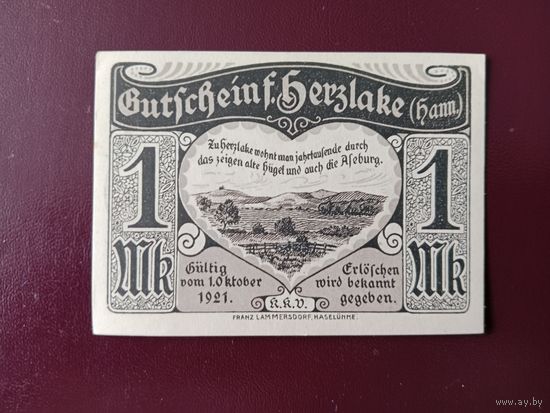 Gutschein f. Herzlake (Hann.)
Zu Herzlake wohnt man jahrtausende durch
das zeigen alte Hügel und auch die Aseburg.
1 Mk
1 Mk
Gültig
vom 1. Oktober
1921.
K.K.V.
Erlöschen
wird bekannt
gegeben.
FRANZ LAMMERSDORF, HASELÜNNE.
www.ay.by